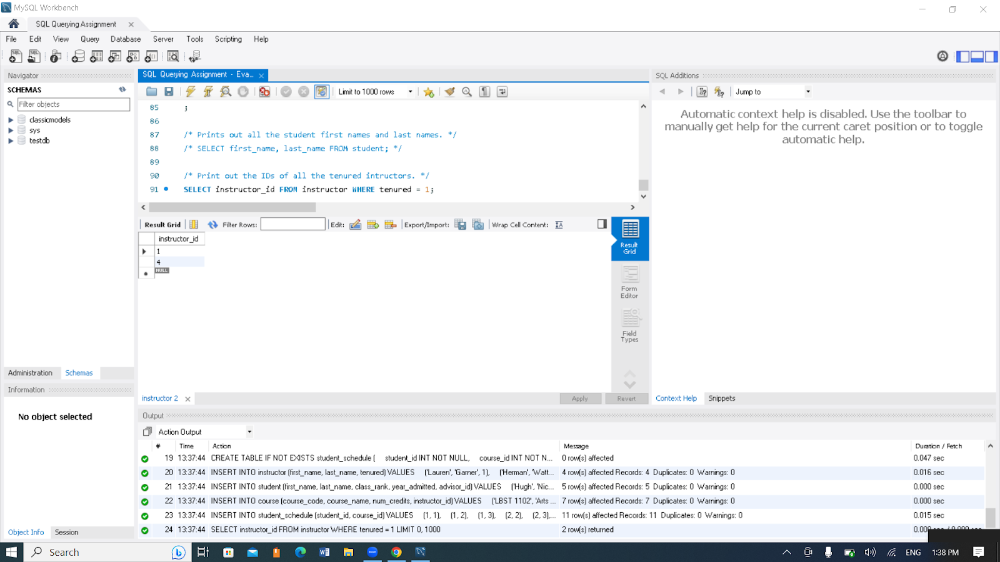 MySQL Workbench
SQL Querying Assignment
File Edit View Query Database Server Tools Scripting Help
Navigator
SCHEMAS
Filter objects
classicmodels
sys
testdb
Administration Schemas
Information
No object selected
Object Info Session
SQL Querying Assignment - Eva...
Limit to 1000 rows
85 ;
86
87 /* Prints out all the student first names and last names. */
88 /* SELECT first_name, last_name FROM student; */
89
90 /* Print out the IDs of all the tenured intructors. */
91 SELECT instructor_id FROM instructor WHERE tenured = 1;
Result Grid Filter Rows: Edit: Export/Import: Wrap Cell Content:
instructor_id
1
4
NULL
Result
Grid
Form
Editor
Field
Types
instructor 2 Apply Revert
SQL Additions
Jump to
Automatic context help is disabled. Use the toolbar to
manually get help for the current caret position or to toggle
automatic help.
Context Help Snippets
Output
Action Output
# Time Action Message Duration / Fetch
19 13:37:44 CREATE TABLE IF NOT EXISTS student_schedule ( student_id INT NOT NULL, course_id INT NOT N... 0 row(s) affected 0.047 sec
20 13:37:44 INSERT INTO instructor (first_name, last_name, tenured) VALUES ('Lauren', 'Garner', 1), ('Herman', 'Watt... 4 row(s) affected Records: 4 Duplicates: 0 Warnings: 0 0.016 sec
21 13:37:44 INSERT INTO student (first_name, last_name, class_rank, year_admitted, advisor_id) VALUES ('Hugh', 'Nic... 5 row(s) affected Records: 5 Duplicates: 0 Warnings: 0 0.000 sec
22 13:37:44 INSERT INTO course (course_code, course_name, num_credits, instructor_id) VALUES ('LBST 1102', 'Arts ... 7 row(s) affected Records: 7 Duplicates: 0 Warnings: 0 0.000 sec
23 13:37:44 INSERT INTO student_schedule (student_id, course_id) VALUES (1, 1), (1, 2), (1, 3), (2, 2), (2, 3),... 11 row(s) affected Records: 11 Duplicates: 0 Warnings: 0 0.015 sec
24 13:37:44 SELECT instructor_id FROM instructor WHERE tenured = 1 LIMIT 0, 1000 2 row(s) returned
Search ENG 1:38 PM